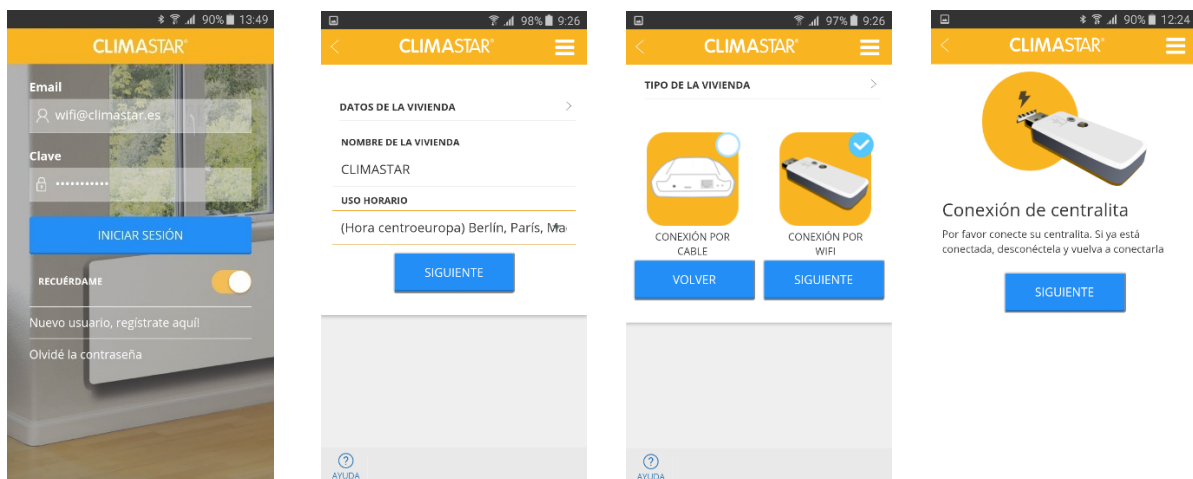 90% 13:49
CLIMASTAR®
Email
wifi@climastar.es
Clave
•••••••••••
INICIAR SESIÓN
RECUÉRDAME
Nuevo usuario, regístrate aquí!
Olvidé la contraseña
98% 9:26
CLIMASTAR®
DATOS DE LA VIVIENDA
NOMBRE DE LA VIVIENDA
CLIMASTAR
USO HORARIO
(Hora centroeuropa) Berlín, París, Ma
SIGUIENTE
AYUDA
97% 9:26
CLIMASTAR®
TIPO DE LA VIVIENDA
CONEXIÓN POR
CABLE
CONEXIÓN POR
WIFI
VOLVER
SIGUIENTE
AYUDA
90% 12:24
CLIMASTAR®
Conexión de centralita
Por favor conecte su centralita. Si ya está
conectada, desconéctela y vuelva a conectarla
SIGUIENTE